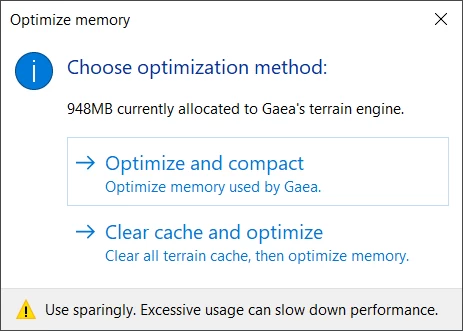 Optimize memory
Choose optimization method:
948MB currently allocated to Gaea's terrain engine.
Optimize and compact
Optimize memory used by Gaea.
Clear cache and optimize
Clear all terrain cache, then optimize memory.
Use sparingly. Excessive usage can slow down performance.